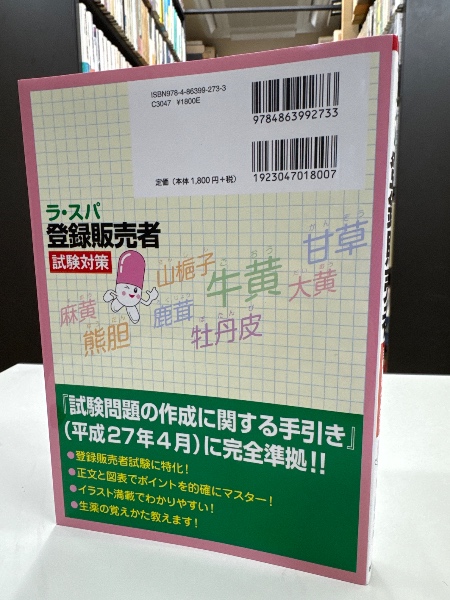 ISBN978-4-86399-273-3
C3047 ¥1800E
9784863992733
定価(本体1,800円+税)
1923047018007
ラ・スパ
登録販売者
試験対策
甘草
山梔子
牛黄
大黄
麻黄
鹿茸
熊胆
牡丹皮
『試験問題の作成に関する手引き』
(平成27年4月)に完全準拠!!
●登録販売者試験に特化!
●正文と図表でポイントを的確にマスター!
●イラスト満載でわかりやすい!
●生薬の覚えかた教えます!